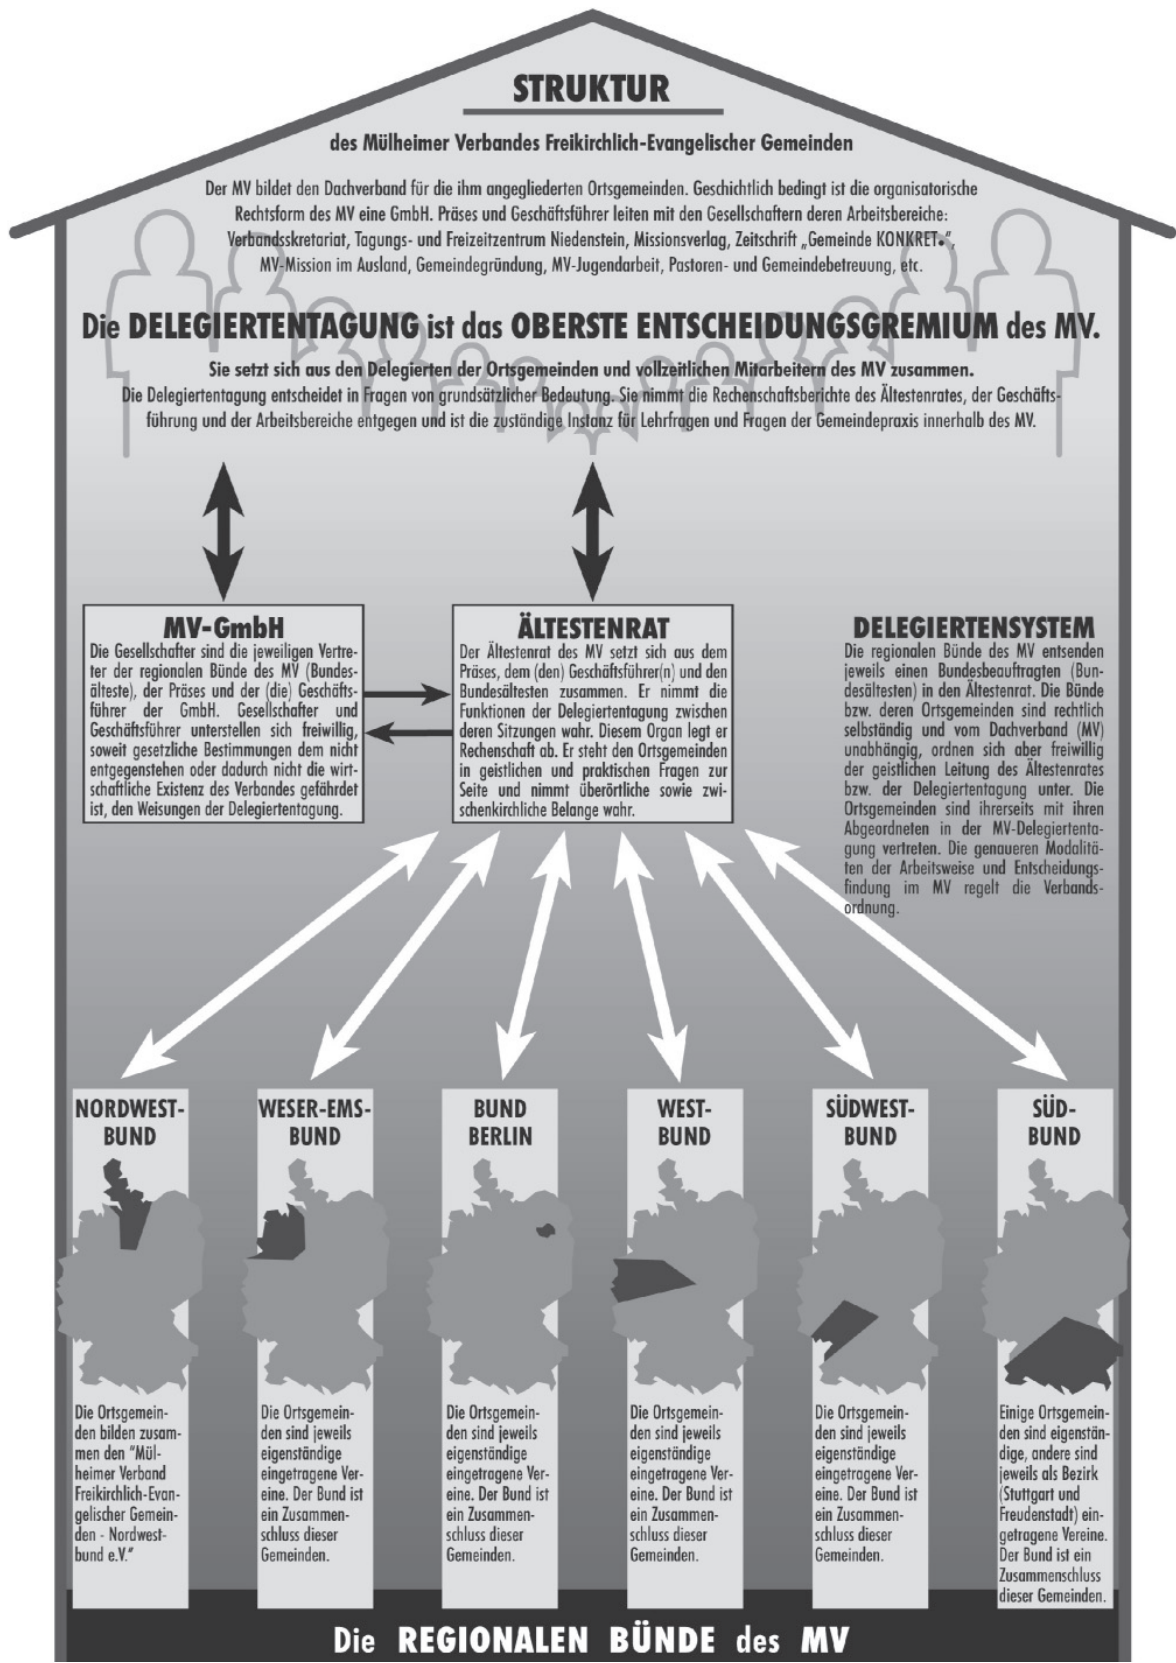 STRUKTUR
des Mülheimer Verbandes Freikirchlich-Evangelischer Gemeinden
Der MV bildet den Dachverband für die ihm angegliederten Ortsgemeinden. Geschichtlich bedingt ist die organisatorische
Rechtsform des MV eine GmbH. Präses und Geschäftsführer leiten mit den Gesellschaftern deren Arbeitsbereiche:
Verbandsskretariat, Tagungs- und Freizeitzentrum Niedenstein, Missionsverlag, Zeitschrift „Gemeinde KONKRET•“,
MV-Mission im Ausland, Gemeindegründung, MV-Jugendarbeit, Pastoren- und Gemeindebetreuung, etc.
Die DELEGIERTENTAGUNG ist das OBERSTE ENTSCHEIDUNGSGREMIUM des MV.
Sie setzt sich aus den Delegierten der Ortsgemeinden und vollzeitlichen Mitarbeitern des MV zusammen.
Die Delegiertentagung entscheidet in Fragen von grundsätzlicher Bedeutung. Sie nimmt die Rechenschaftsberichte des Ältestenrates, der Geschäfts-
führung und der Arbeitsbereiche entgegen und ist die zuständige Instanz für Lehrfragen und Fragen der Gemeindepraxis innerhalb des MV.
MV-GmbH
Die Gesellschafter sind die jeweiligen Vertre-
ter der regionalen Bünde des MV (Bundes-
älteste), der Präses und der (die) Geschäfts-
führer der GmbH. Gesellschafter und
Geschäftsführer unterstellen sich freiwillig,
soweit gesetzliche Bestimmungen dem nicht
entgegenstehen oder dadurch nicht die wirt-
schaftliche Existenz des Verbandes gefährdet
ist, den Weisungen der Delegiertentagung.
ÄLTESTENRAT
Der Ältestenrat des MV setzt sich aus dem
Präses, dem (den) Geschäftsführer(n) und den
Bundesältesten zusammen. Er nimmt die
Funktionen der Delegiertentagung zwischen
deren Sitzungen wahr. Diesem Organ legt er
Rechenschaft ab. Er steht den Ortsgemeinden
in geistlichen und praktischen Fragen zur
Seite und nimmt überörtliche sowie zwi-
schenkirchliche Belange wahr.
DELEGIERTENSYSTEM
Die regionalen Bünde des MV entsenden
jeweils einen Bundesbeauftragten (Bun-
desältesten) in den Ältestenrat. Die Bünde
bzw. deren Ortsgemeinden sind rechtlich
selbständig und vom Dachverband (MV)
unabhängig, ordnen sich aber freiwillig
der geistlichen Leitung des Ältestenrates
bzw. der Delegiertentagung unter. Die
Ortsgemeinden sind ihrerseits mit ihren
Abgeordneten in der MV-Delegiertenta-
gung vertreten. Die genaueren Modalitä-
ten der Arbeitsweise und Entscheidungs-
findung im MV regelt die Verbands-
ordnung.
NORDWEST-
BUND
Die Ortsgemein-
den bilden zusam-
men den "Mül-
heimer Verband
Freikirchlich-Evan-
gelischer Gemein-
den - Nordwest-
bund e.V."
WESER-EMS-
BUND
Die Ortsgemein-
den sind jeweils
eigenständige
eingetragene Ver-
eine. Der Bund ist
ein Zusammen-
schluss dieser
Gemeinden.
BUND
BERLIN
Die Ortsgemein-
den sind jeweils
eigenständige
eingetragene Ver-
eine. Der Bund ist
ein Zusammen-
schluss dieser
Gemeinden.
WEST-
BUND
Die Ortsgemein-
den sind jeweils
eigenständige
eingetragene Ver-
eine. Der Bund ist
ein Zusammen-
schluss dieser
Gemeinden.
SÜDWEST-
BUND
Die Ortsgemein-
den sind jeweils
eigenständige
eingetragene Ver-
eine. Der Bund ist
ein Zusammen-
schluss dieser
Gemeinden.
SÜD-
BUND
Einige Ortsgemein-
den sind eigenstän-
dige, andere sind
jeweils als Bezirk
(Stuttgart und
Freudenstadt) ein-
getragene Vereine.
Der Bund ist ein
Zusammenschluss
dieser Gemeinden.
Die REGIONALEN BÜNDE des MV